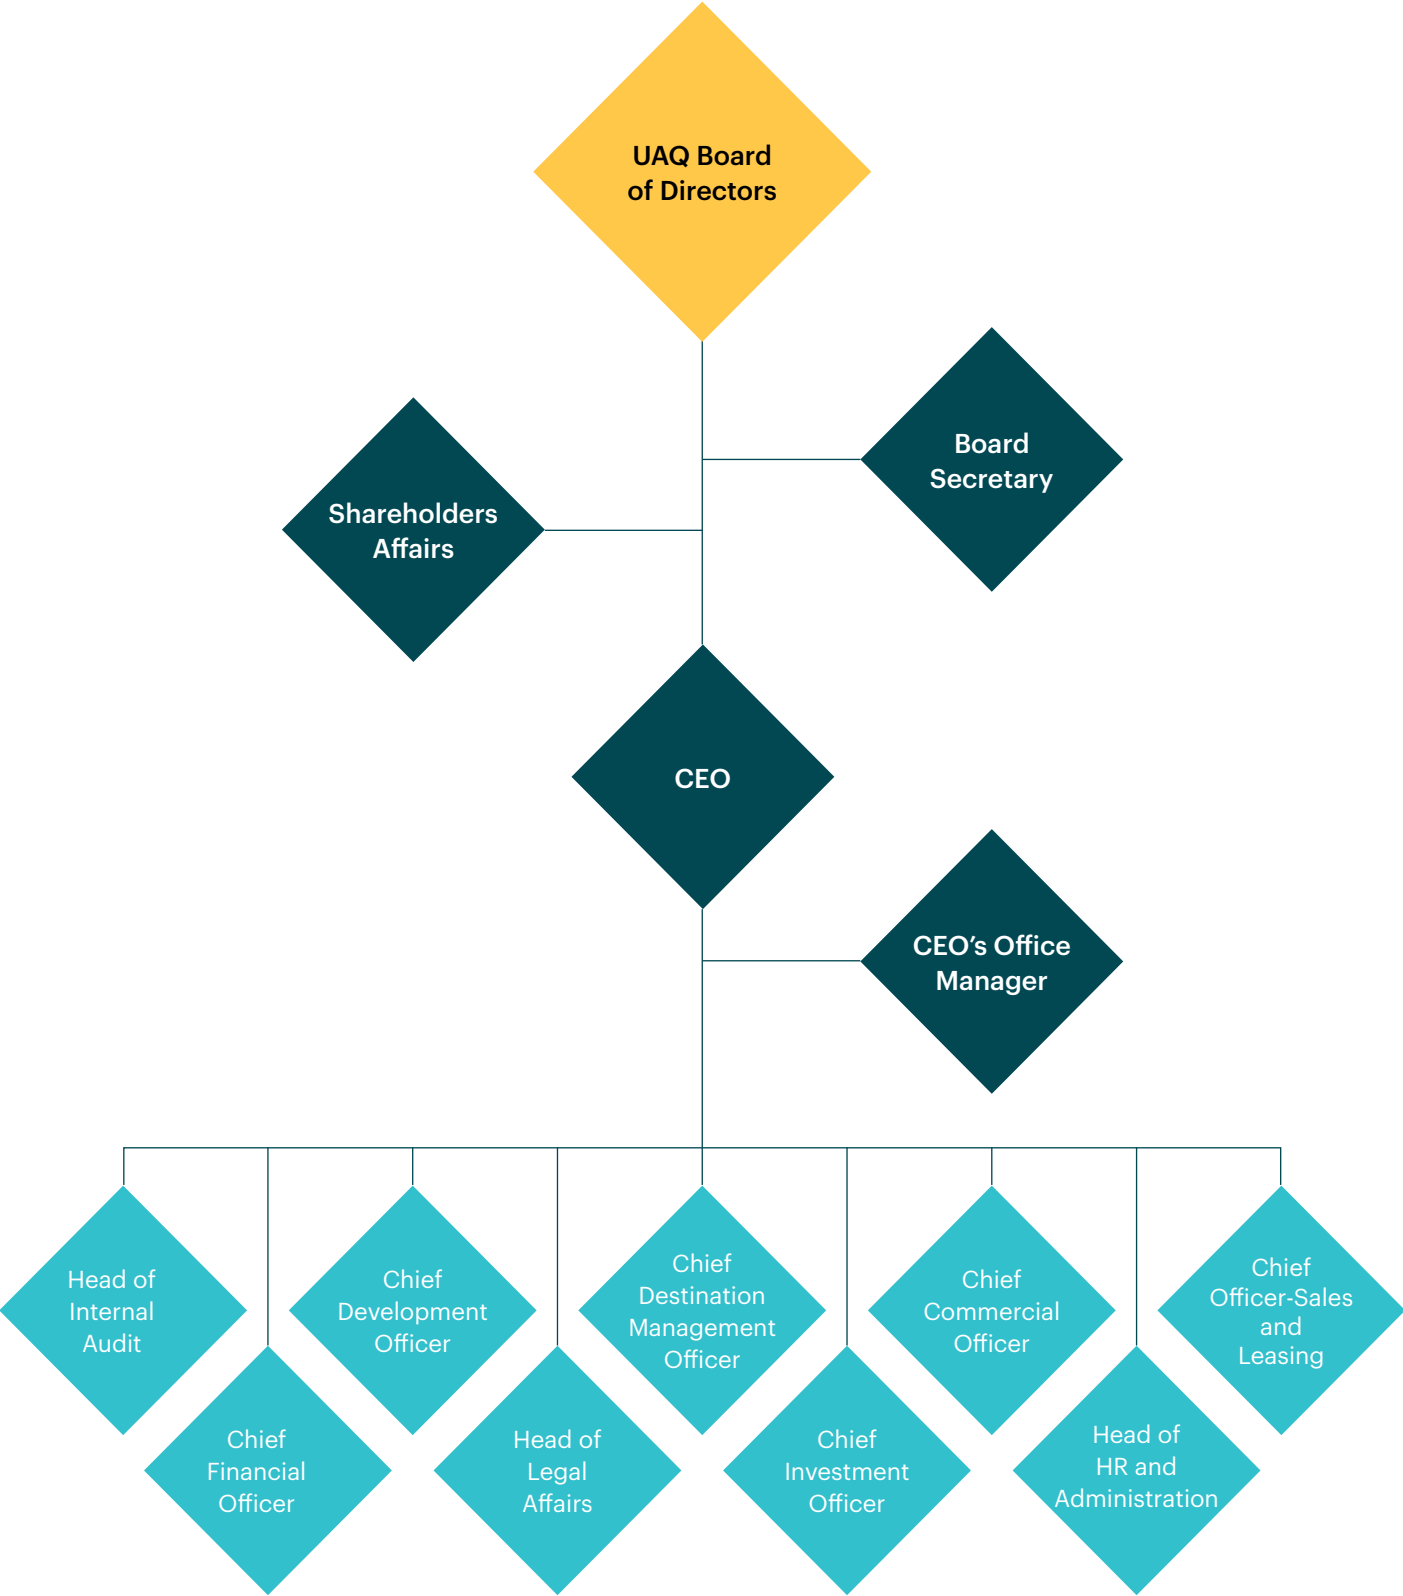 UAQ Board
of Directors
Board
Secretary
Shareholders
Affairs
CEO
CEO’s Office
Manager
Head of
Internal
Audit
Chief
Financial
Officer
Chief
Development
Officer
Head of
Legal
Affairs
Chief
Destination
Management
Officer
Chief
Investment
Officer
Chief
Commercial
Officer
Head of
HR and
Administration
Chief
Officer-Sales
and
Leasing